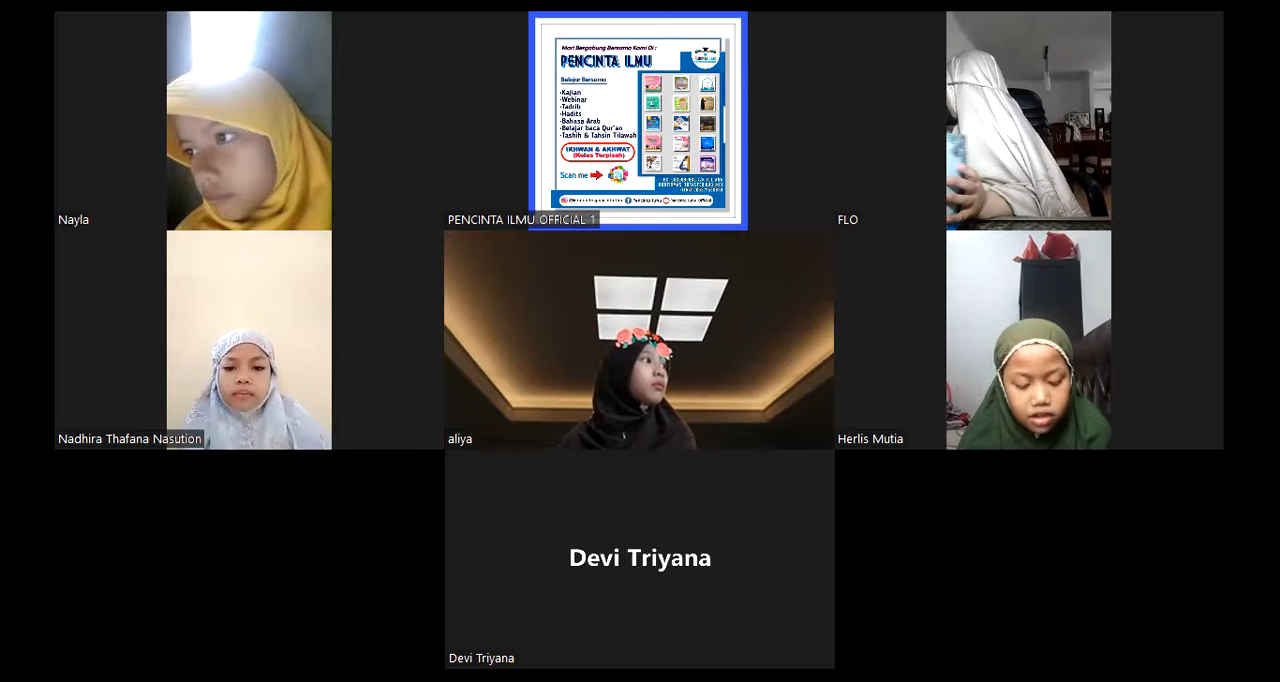 Mari Bergabung Bersama Kami Di :
PENCINTA ILMU
Belajar Bersama
-Kajian
-Webinar
-Tadrib
-Hadits
-Bahasa Arab
-Belajar baca Qur'an
-Tashih & Tahsin Tilawah
IKHWAN & AKHWAT
(Kelas Terpisah)
Scan me
Nayla
PENCINTA ILMU OFFICIAL 1
FLO
Nadhira Thafana Nasution
aliya
Herlis Mutia
Devi Triyana
Devi Triyana